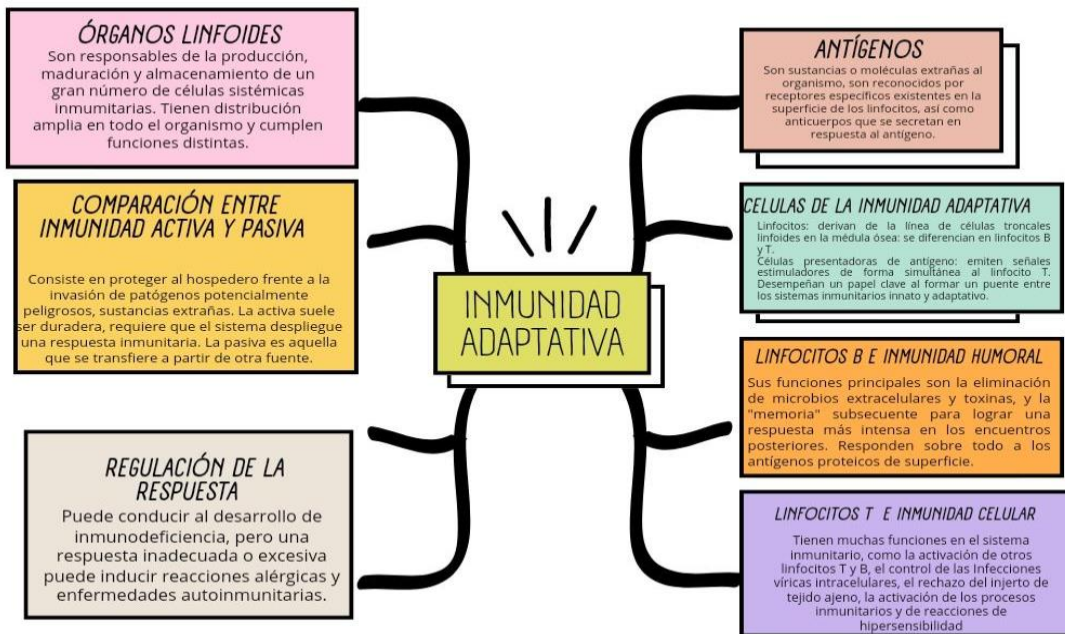 ÓRGANOS LINFOIDES
Son responsables de la producción,
maduración y almacenamiento de un
gran número de células sistémicas
inmumitarias. Tienen distribución
amplia en todo el organismo y cumplen
funciones distintas.
COMPARACIÓN ENTRE
INMUNIDAD ACTIVA Y PASIVA
Consiste en proteger al hospedero frente a la
invasión de patógenos potencialmente
peligrosos, sustancias extrañas. La activa suele
ser duradera, requiere que el sistema despliegue
una respuesta inmunitaria. La pasiva es aquella
que se transfiere a partir de otra fuente.
REGULACIÓN DE LA
RESPUESTA
Puede conducir al desarrollo de
inmunodeficiencia, pero una
respuesta inadecuada o excesiva
puede inducir reacciones alérgicas y
enfermedades autoinmunitarias.
INMUNIDAD
ADAPTATIVA
ANTÍGENOS
Son sustancias o moléculas extrañas al
organismo, son reconocidos por
receptores específicos existentes en la
superficie de los linfocitos, así como
anticuerpos que se secretan en
respuesta al antígeno.
CELULAS DE LA INMUNIDAD ADAPTATIVA
Linfocitos: derivan de la línea de células troncales
linfoides en la médula ósea: se diferencian en linfocitos B
y T.
Células presentadoras de antígeno: emiten señales
estimuladores de forma simultánea al linfocito T.
Desempeñan un papel clave al formar un puente entre
los sistemas inmunitarios innato y adaptativo.
LINFOCITOS B E INMUNIDAD HUMORAL
Sus funciones principales son la eliminación
de microbios extracelulares y toxinas, y la
"memoria" subsecuente para lograr una
respuesta más intensa en los encuentros
posteriores. Responden sobre todo a los
antígenos proteicos de superficie.
LINFOCITOS T E INMUNIDAD CELULAR
Tienen muchas funciones en el sistema
inmunitario, como la activación de otros
linfocitos T y B, el control de las Infecciones
víricas intracelulares, el rechazo del injerto de
tejido ajeno, la activación de los procesos
inmunitarios y de reacciones de
hipersensibilidad